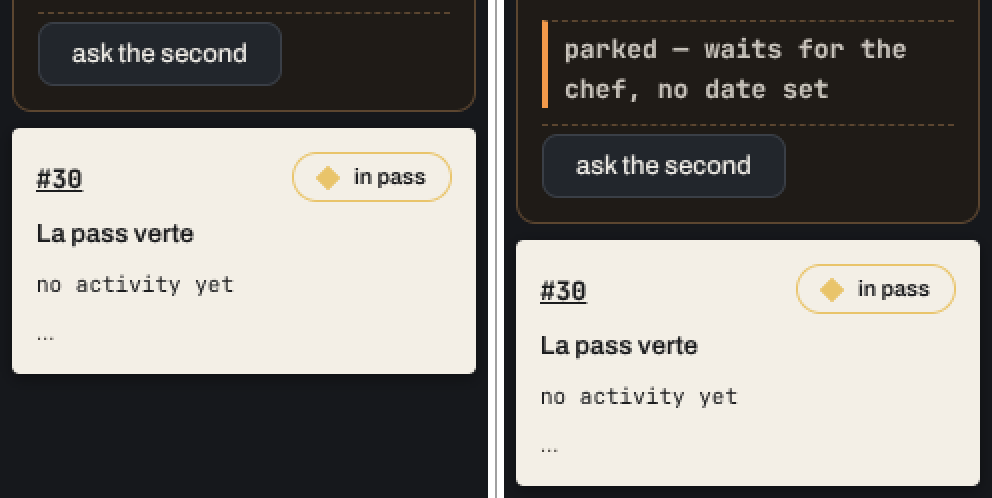 ask the second
#30
in pass
La pass verte
no activity yet
...
parked — waits for the
chef, no date set
ask the second
#30
in pass
La pass verte
no activity yet
...